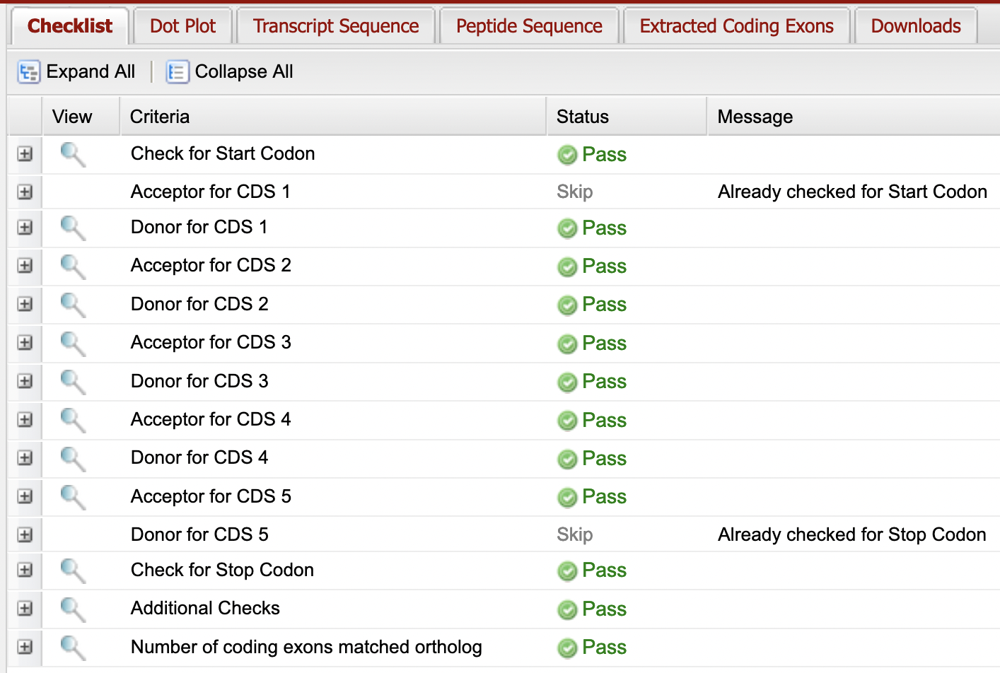 Checklist Dot Plot Transcript Sequence Peptide Sequence Extracted Coding Exons Downloads
Expand All Collapse All
View Criteria Status Message
Check for Start Codon Pass
Acceptor for CDS 1 Skip Already checked for Start Codon
Donor for CDS 1 Pass
Acceptor for CDS 2 Pass
Donor for CDS 2 Pass
Acceptor for CDS 3 Pass
Donor for CDS 3 Pass
Acceptor for CDS 4 Pass
Donor for CDS 4 Pass
Acceptor for CDS 5 Pass
Donor for CDS 5 Skip Already checked for Stop Codon
Check for Stop Codon Pass
Additional Checks Pass
Number of coding exons matched ortholog Pass